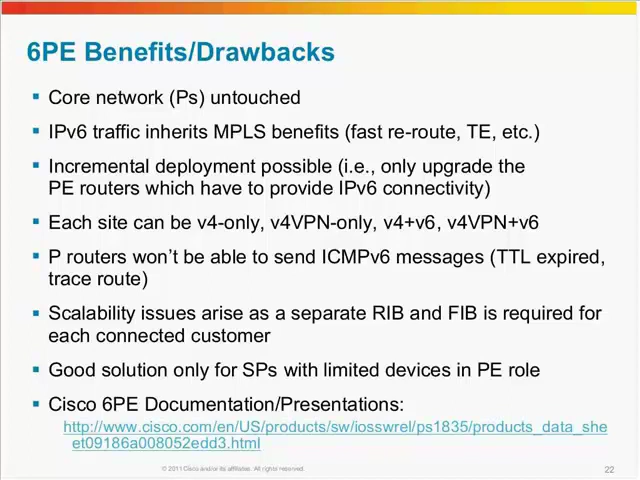 6PE Benefits/Drawbacks
▪ Core network (Ps) untouched
▪ IPv6 traffic inherits MPLS benefits (fast re-route, TE, etc.)
▪ Incremental deployment possible (i.e., only upgrade the
PE routers which have to provide IPv6 connectivity)
▪ Each site can be v4-only, v4VPN-only, v4+v6, v4VPN+v6
▪ P routers won’t be able to send ICMPv6 messages (TTL expired,
trace route)
▪ Scalability issues arise as a separate RIB and FIB is required for
each connected customer
▪ Good solution only for SPs with limited devices in PE role
▪ Cisco 6PE Documentation/Presentations:
http://www.cisco.com/en/US/products/sw/iosswrel/ps1835/products_data_she
et09186a008052edd3.html
© 2011 Cisco and/or its affiliates. All rights reserved.
22